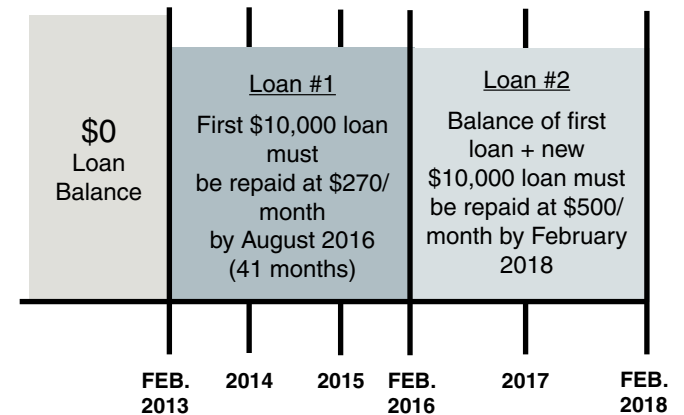 $0
Loan
Balance
Loan #1
First $10,000 loan
must
be repaid at $270/
month
by August 2016
(41 months)
Loan #2
Balance of first
loan + new
$10,000 loan must
be repaid at $500/
month by February
2018
FEB.
2013
2014
2015
FEB.
2016
2017
FEB.
2018